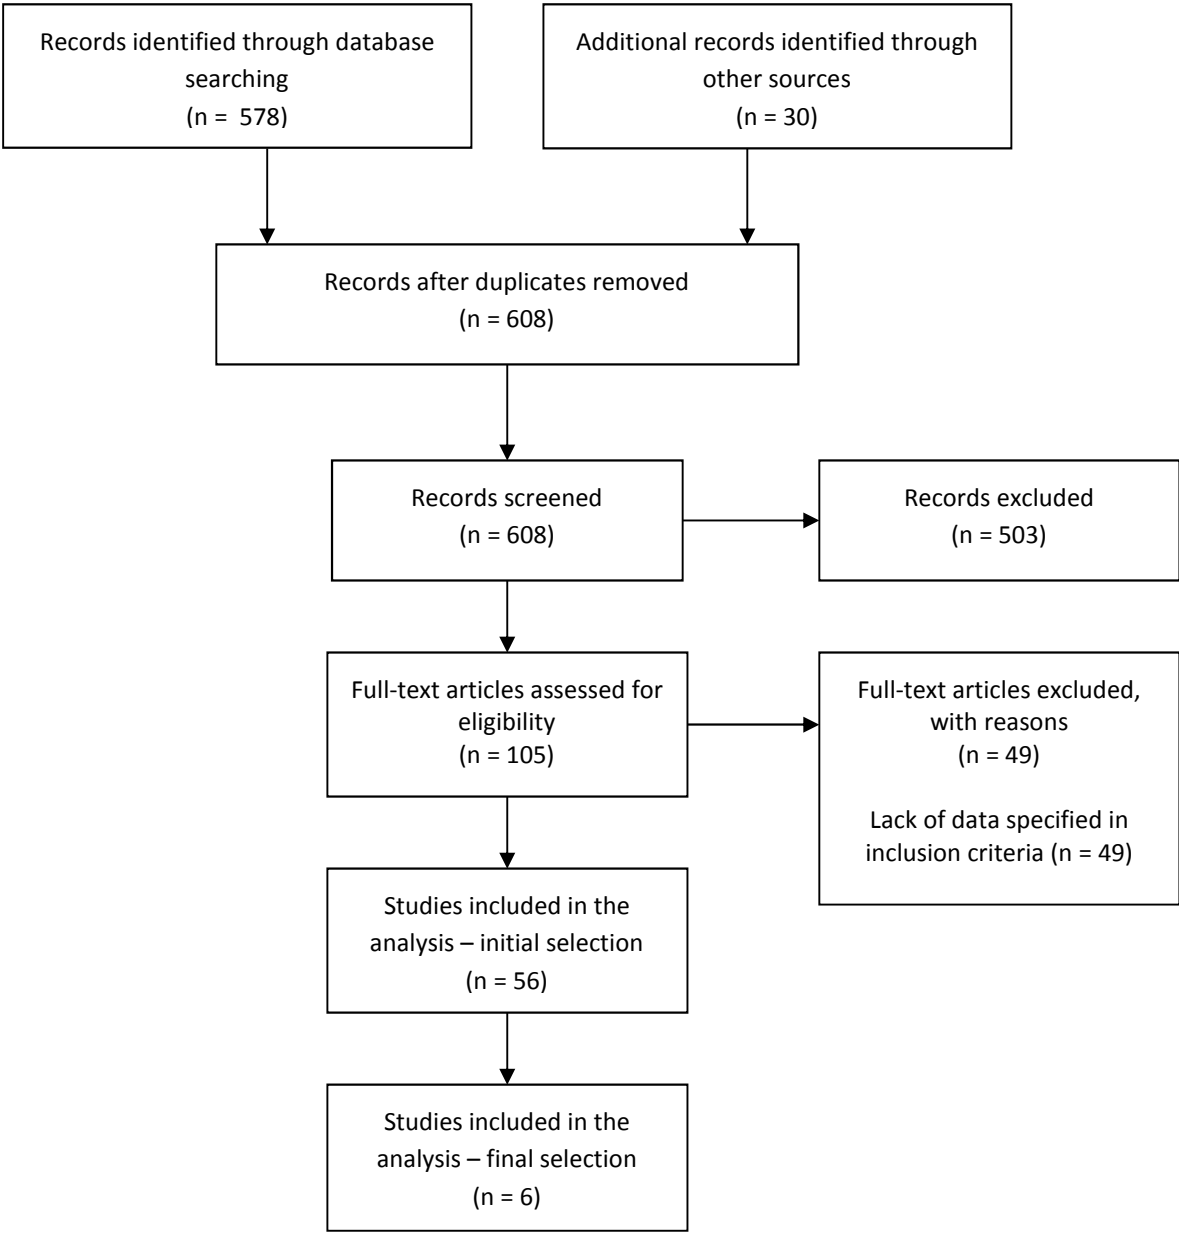 Records identified through database
searching
(n =  578)
Additional records identified through
other sources
(n = 30)
Records after duplicates removed
(n = 608)
Records screened
(n = 608)
Records excluded
(n = 503)
Full-text articles assessed for
eligibility
(n = 105)
Full-text articles excluded,
with reasons
(n = 49)
Lack of data specified in
inclusion criteria (n = 49)
Studies included in the
analysis – initial selection
(n = 56)
Studies included in the
analysis – final selection
(n = 6)